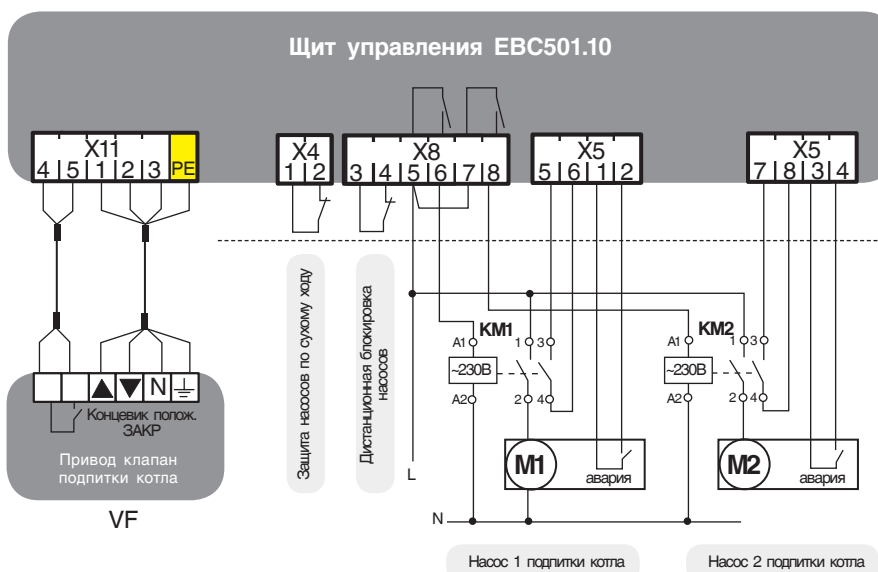 Щит управления EBC501.10
X11
4 5 1 2 3 PE
X4
1 2
X8
3 4 5 6 7 8
X5
5 6 1 2
X5
7 8 3 4
Защита насосов по сухому ходу
Дистанционная блокировка
насосов
A1 KM1 1 3
~230В
A2 2 4
A1 KM2 1 3
~230В
A2 2 4
N
Концевик полож.
ЗАКР
Привод клапан
подпитки котла
VF
L
M1
авария
M2
авария
N
Насос 1 подпитки котла
Насос 2 подпитки котла